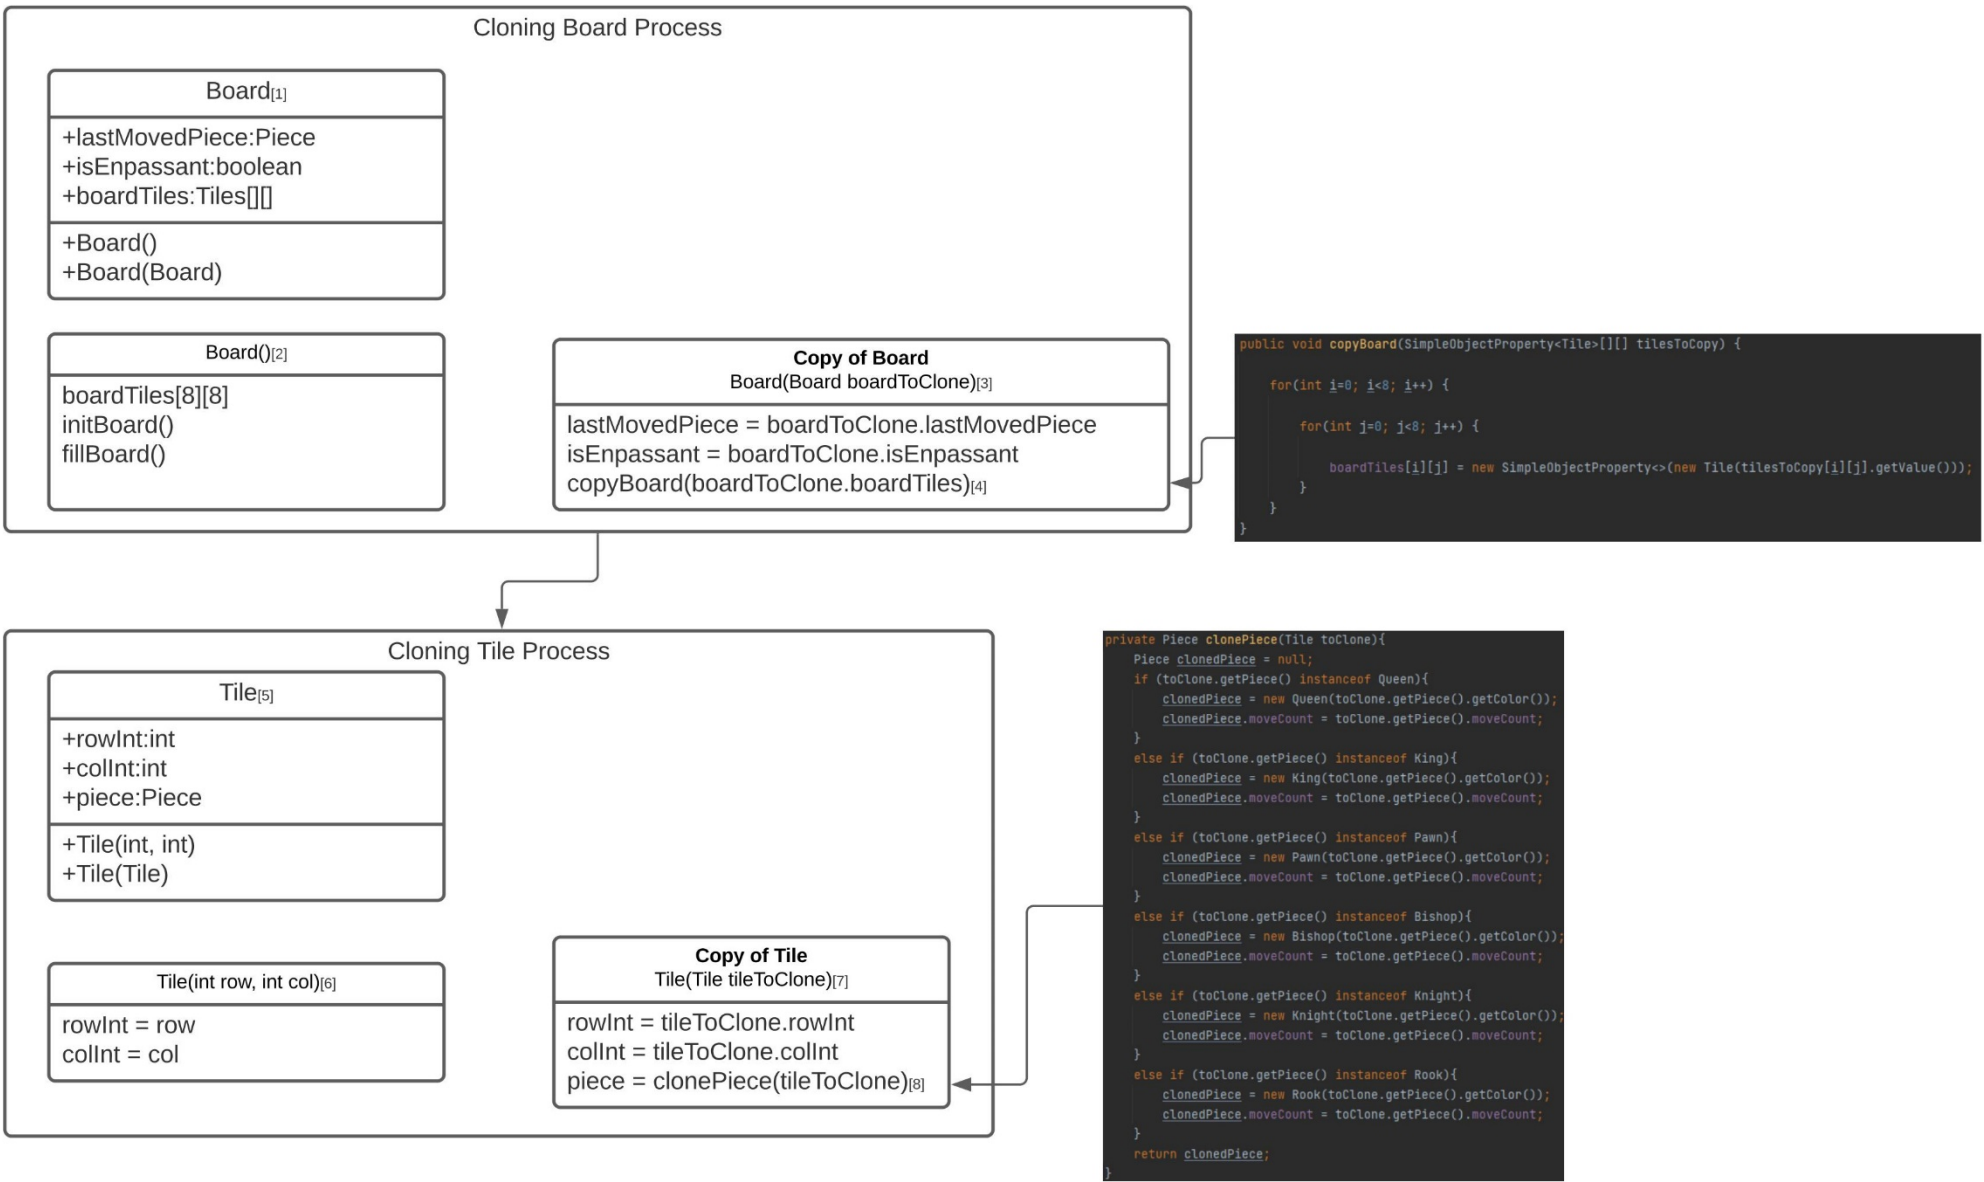 Cloning Board Process
Board[1]
+lastMovedPiece:Piece
+isEnpassant:boolean
+boardTiles:Tiles[][]
+Board()
+Board(Board)
Board()[2]
boardTiles[8][8]
initBoard()
fillBoard()
Copy of Board
Board(Board boardToClone)[3]
lastMovedPiece = boardToClone.lastMovedPiece
isEnpassant = boardToClone.isEnpassant
copyBoard(boardToClone.boardTiles)[4]
public void copyBoard(SimpleObjectProperty<Tile>[][] tilesToCopy) {
for(int i=0; i<8; i++) {
for(int j=0; j<8; j++) {
boardTiles[i][j] = new SimpleObjectProperty<>(new Tile(tilesToCopy[i][j].getValue()));
}
}
}
Cloning Tile Process
Tile[5]
+rowInt:int
+colInt:int
+piece:Piece
+Tile(int, int)
+Tile(Tile)
Tile(int row, int col)[6]
rowInt = row
colInt = col
Copy of Tile
Tile(Tile tileToClone)[7]
rowInt = tileToClone.rowInt
colInt = tileToClone.colInt
piece = clonePiece(tileToClone)[8]
private Piece clonePiece(Tile toClone){
Piece clonedPiece = null;
if (toClone.getPiece() instanceof Queen){
clonedPiece = new Queen(toClone.getPiece().getColor());
clonedPiece.moveCount = toClone.getPiece().moveCount;
}
else if (toClone.getPiece() instanceof King){
clonedPiece = new King(toClone.getPiece().getColor());
clonedPiece.moveCount = toClone.getPiece().moveCount;
}
else if (toClone.getPiece() instanceof Pawn){
clonedPiece = new Pawn(toClone.getPiece().getColor());
clonedPiece.moveCount = toClone.getPiece().moveCount;
}
else if (toClone.getPiece() instanceof Bishop){
clonedPiece = new Bishop(toClone.getPiece().getColor());
clonedPiece.moveCount = toClone.getPiece().moveCount;
}
else if (toClone.getPiece() instanceof Knight){
clonedPiece = new Knight(toClone.getPiece().getColor());
clonedPiece.moveCount = toClone.getPiece().moveCount;
}
else if (toClone.getPiece() instanceof Rook){
clonedPiece = new Rook(toClone.getPiece().getColor());
clonedPiece.moveCount = toClone.getPiece().moveCount;
}
return clonedPiece;
}